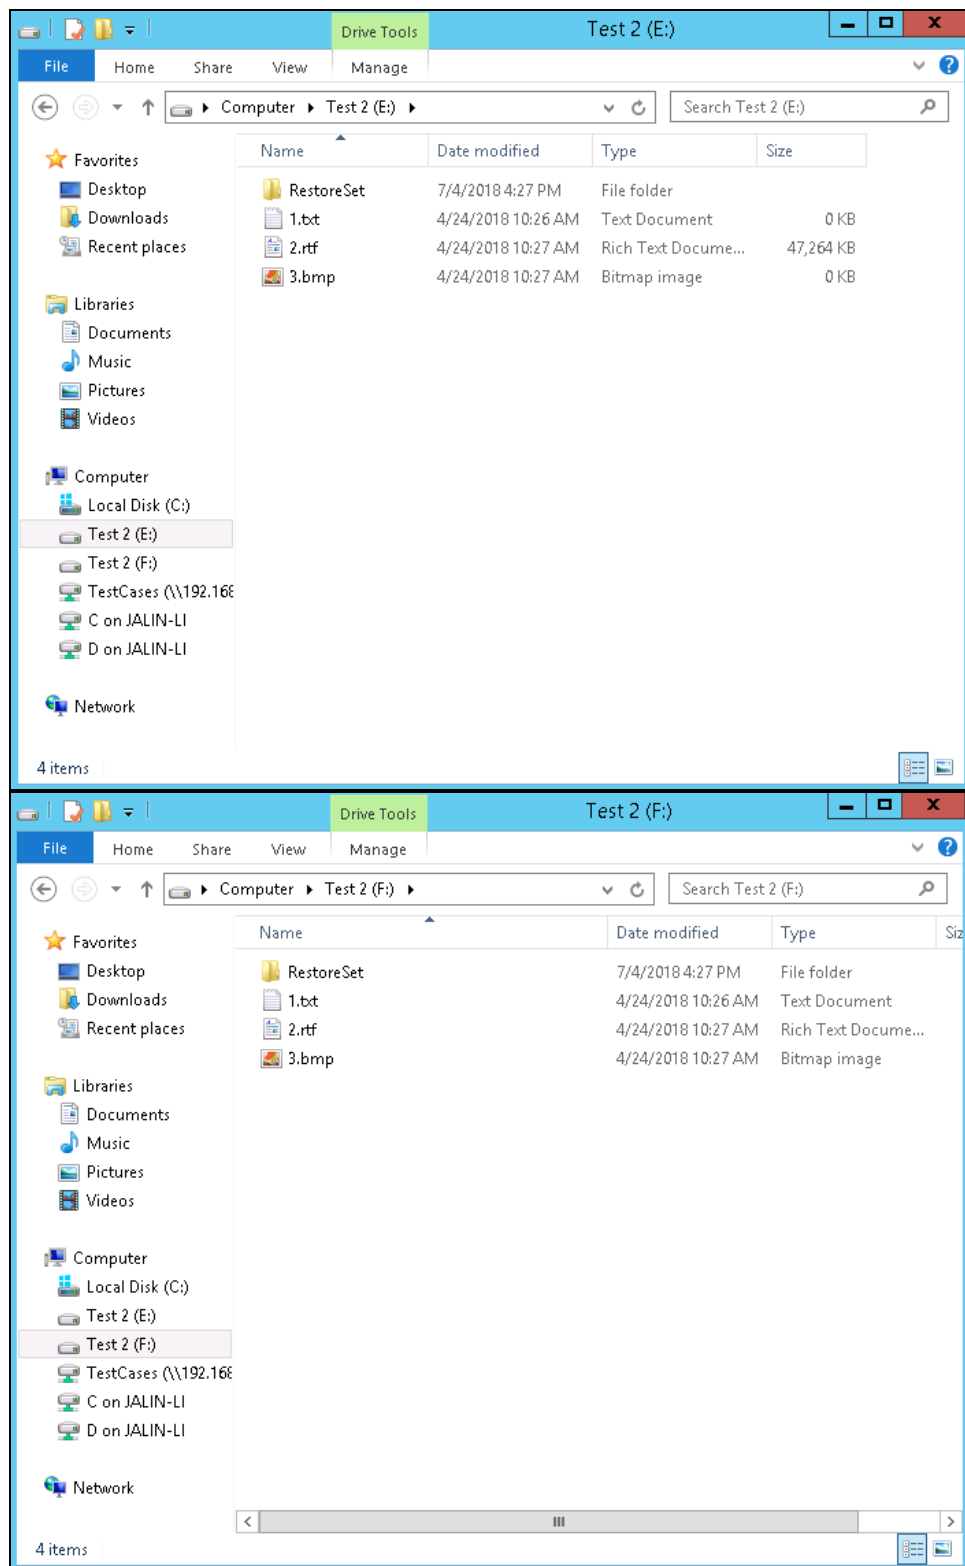 Drive Tools Test 2 (E:)
File Home Share View Manage
Computer Test 2 (E:) Search Test 2 (E:)
Name Date modified Type Size
Favorites
Desktop
Downloads
Recent places
Libraries
Documents
Music
Pictures
Videos
Computer
Local Disk (C:)
Test 2 (E:)
Test 2 (F:)
TestCases (\\192.168
C on JALIN-LI
D on JALIN-LI
Network
RestoreSet 7/4/2018 4:27 PM File folder
1.txt 4/24/2018 10:26 AM Text Document 0 KB
2.rtf 4/24/2018 10:27 AM Rich Text Docume... 47,264 KB
3.bmp 4/24/2018 10:27 AM Bitmap image 0 KB
4 items
Drive Tools Test 2 (F:)
File Home Share View Manage
Computer Test 2 (F:) Search Test 2 (F:)
Name Date modified Type Siz
Favorites
Desktop
Downloads
Recent places
Libraries
Documents
Music
Pictures
Videos
Computer
Local Disk (C:)
Test 2 (E:)
Test 2 (F:)
TestCases (\\192.168
C on JALIN-LI
D on JALIN-LI
Network
RestoreSet 7/4/2018 4:27 PM File folder
1.txt 4/24/2018 10:26 AM Text Document
2.rtf 4/24/2018 10:27 AM Rich Text Docume...
3.bmp 4/24/2018 10:27 AM Bitmap image
4 items